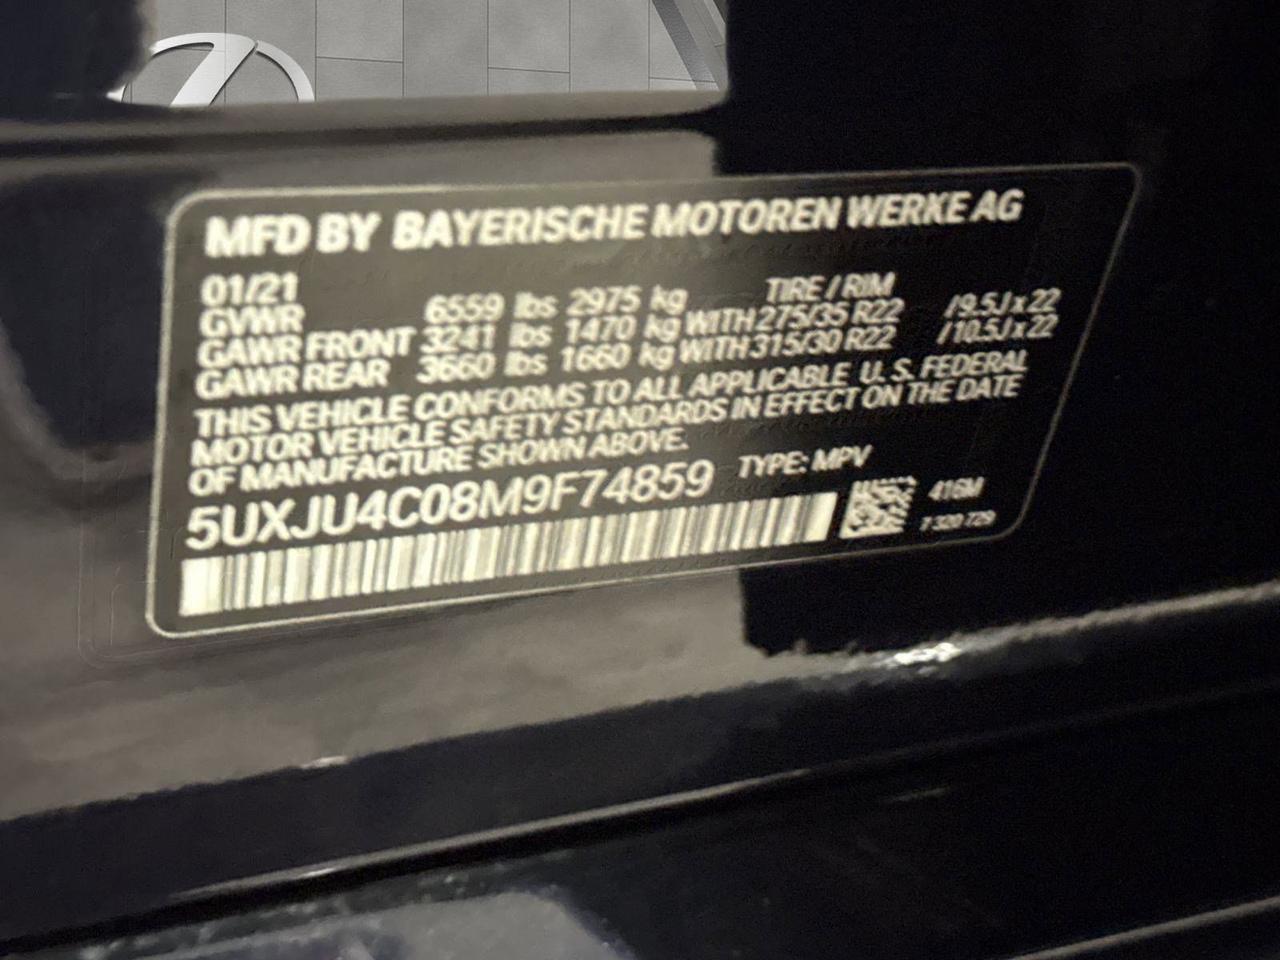 MFD BY BAYERISCHE MOTOREN WERKE AG
01/21 TIRE / RIM
GVWR 6559 lbs 2975 kg
GAWR FRONT 3241 lbs 1470 kg WITH 275/35 R22 /9.5J x 22
GAWR REAR 3660 lbs 1660 kg WITH 315/30 R22 /10.5J x 22
THIS VEHICLE CONFORMS TO ALL APPLICABLE U. S. FEDERAL
MOTOR VEHICLE SAFETY STANDARDS IN EFFECT ON THE DATE
OF MANUFACTURE SHOWN ABOVE.
5UXJU4C08M9F74859 TYPE: MPV
416M
7 320 729